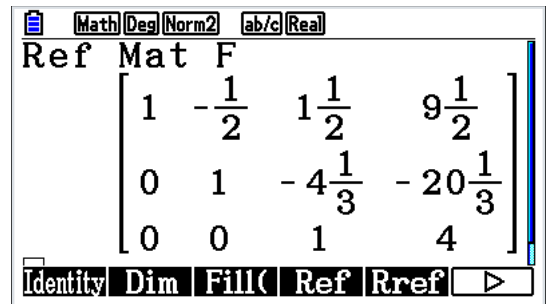 Math Deg Norm2 ab/c Real
Ref Mat F
1 -1/2 1 1/2 9 1/2
0 1 -4 1/3 -20 1/3
0 0 1 4
Identity Dim Fill( Ref Rref ▷